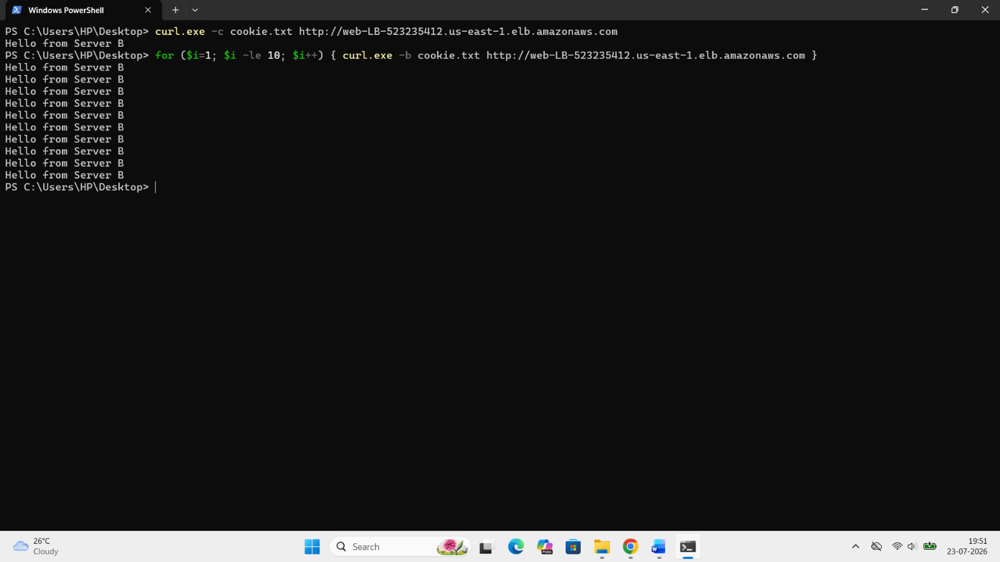 Windows PowerShell
PS C:\Users\HP\Desktop> curl.exe -c cookie.txt http://web-LB-523235412.us-east-1.elb.amazonaws.com
Hello from Server B
PS C:\Users\HP\Desktop> for ($i=1; $i -le 10; $i++) { curl.exe -b cookie.txt http://web-LB-523235412.us-east-1.elb.amazonaws.com }
Hello from Server B
Hello from Server B
Hello from Server B
Hello from Server B
Hello from Server B
Hello from Server B
Hello from Server B
Hello from Server B
Hello from Server B
Hello from Server B
PS C:\Users\HP\Desktop>
26°C
Cloudy
Search
M365
W
19:51
23-07-2026